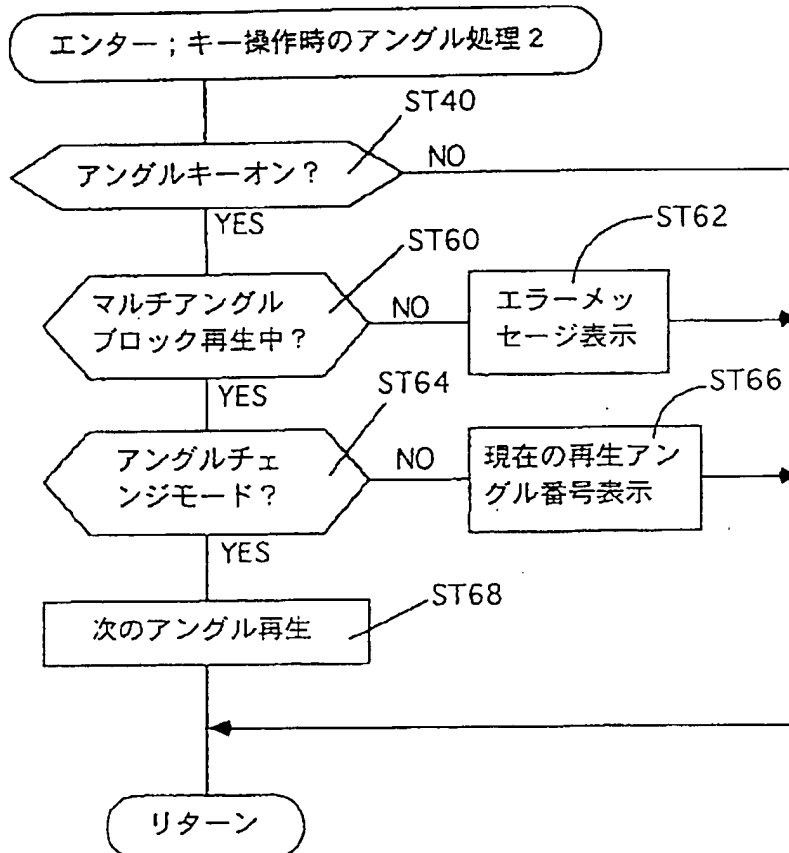 エンター；キー操作時のアングル処理2
ST40
アングルキーオン？
NO
YES
ST60
ST62
マルチアングル
ブロック再生中？
NO
エラーメッ
セージ表示
YES
ST64
ST66
アングルチェ
ンジモード？
NO
現在の再生アン
グル番号表示
YES
ST68
次のアングル再生
リターン